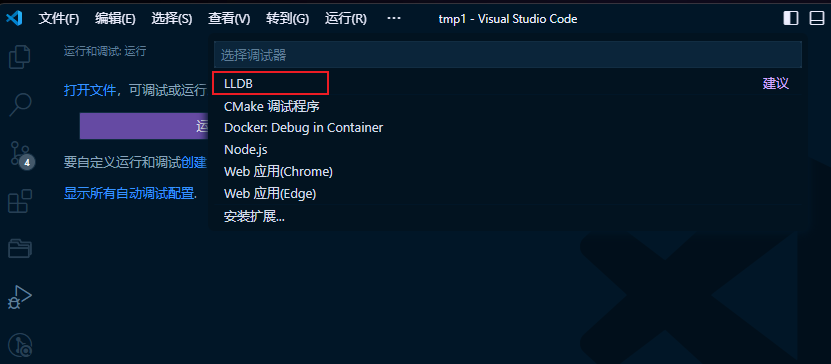 文件(F) 编辑(E) 选择(S) 查看(V) 转到(G) 运行(R) ··· tmp1 - Visual Studio Code
运行和调试: 运行
选择调试器
LLDB 建议
打开文件，可调试或运行
CMake 调试程序
Docker: Debug in Container
运
Node.js
要自定义运行和调试创建
Web 应用(Chrome)
4
显示所有自动调试配置.
Web 应用(Edge)
安装扩展...